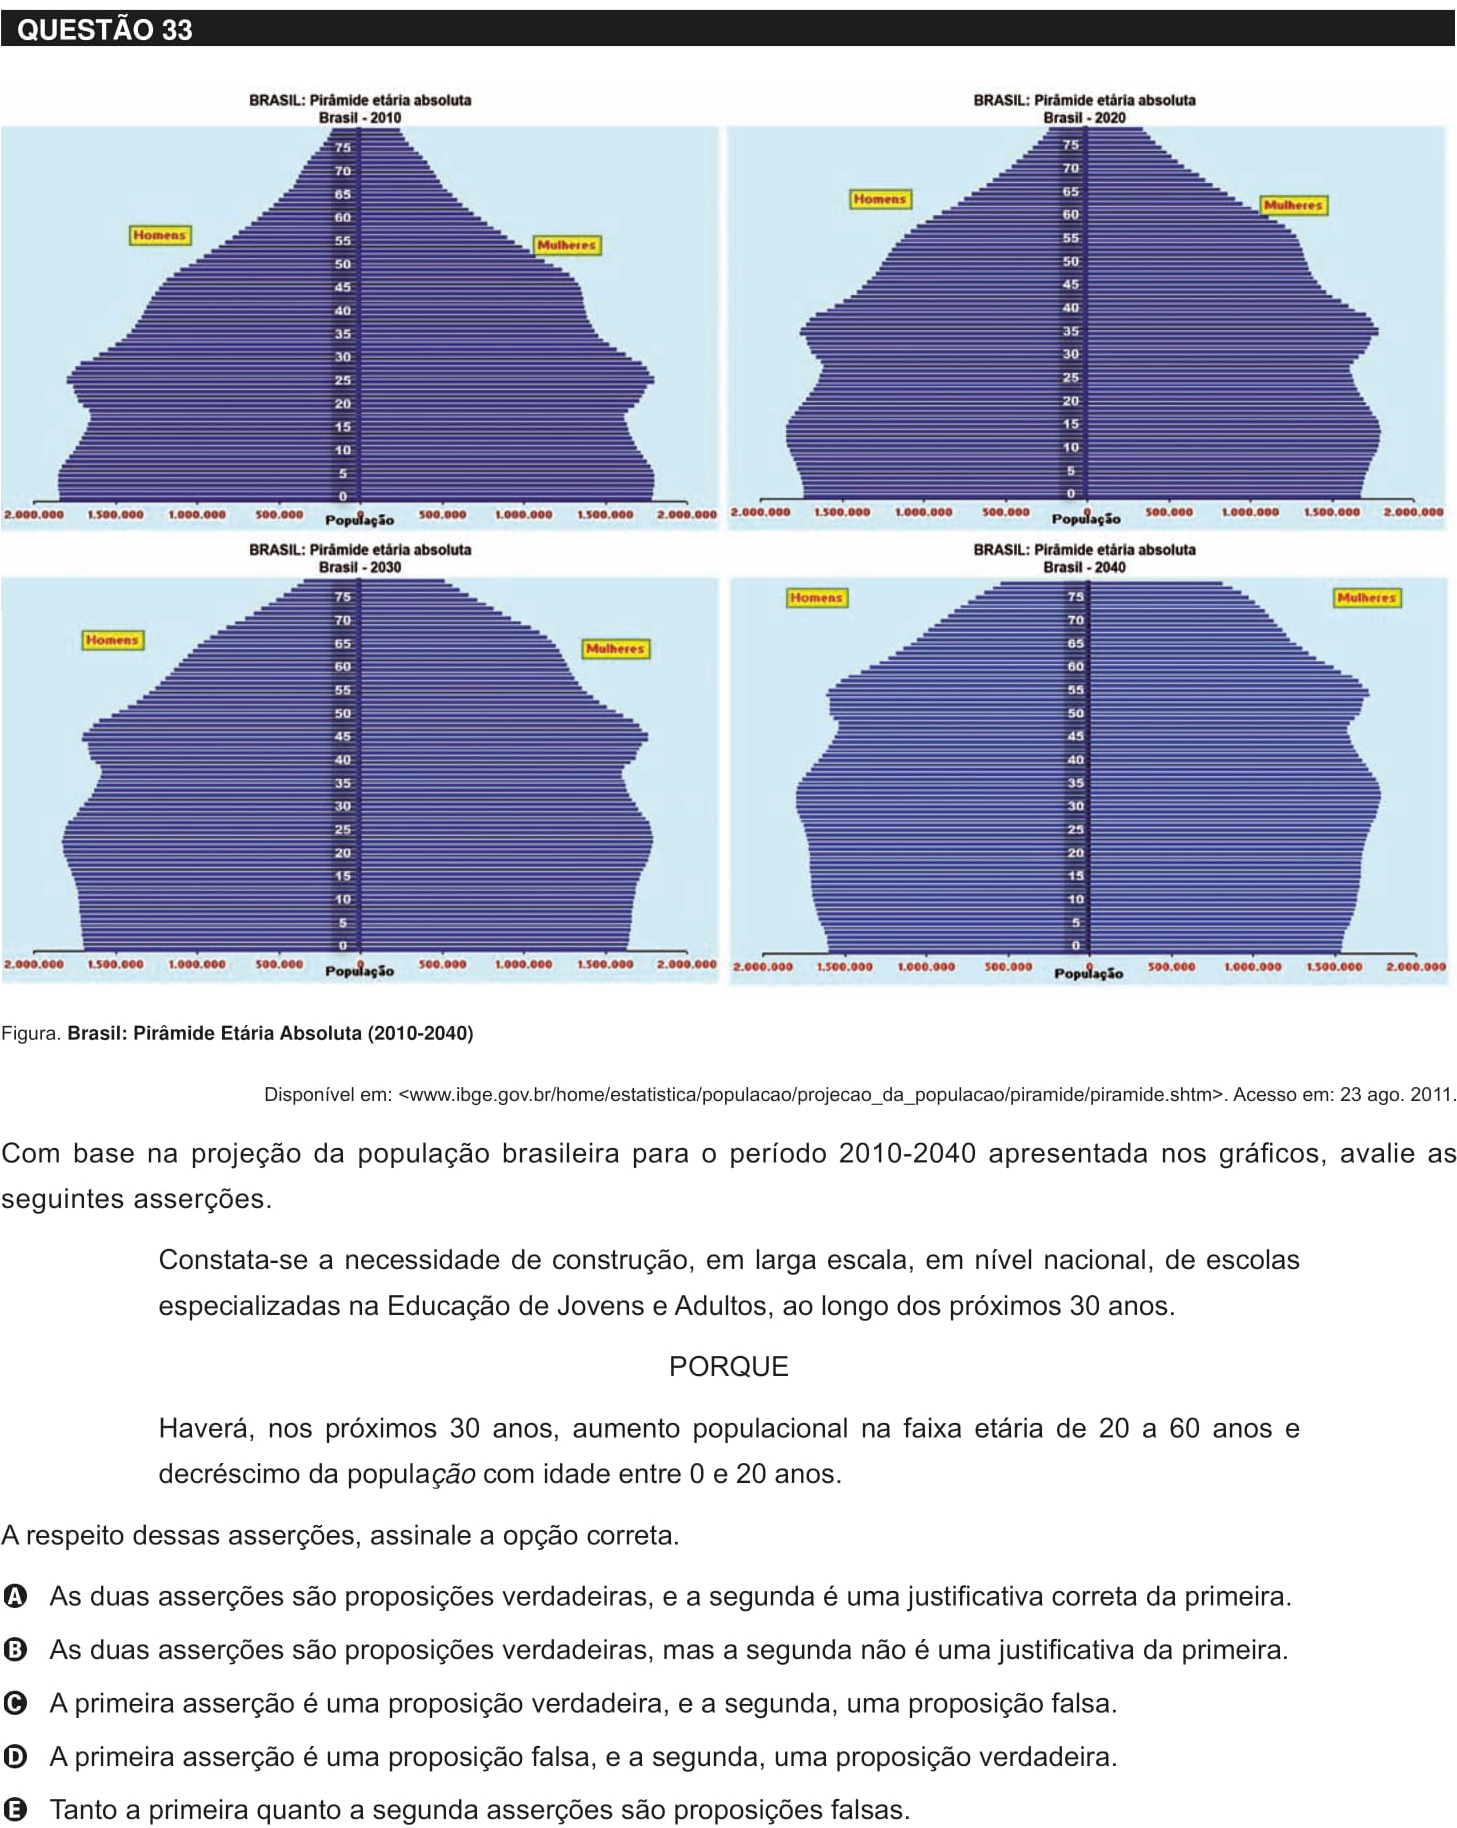 QUESTÃO 33
BRASIL: Pirâmide etária absoluta
Brasil - 2010
75
70
65
60
55
50
45
40
35
30
25
20
15
10
5
0
Homens
Mulheres
2.000.000 1.500.000 1.000.000 500.000 0 500.000 1.000.000 1.500.000 2.000.000
População
BRASIL: Pirâmide etária absoluta
Brasil - 2020
75
70
65
60
55
50
45
40
35
30
25
20
15
10
5
0
Homens
Mulheres
2.000.000 1.500.000 1.000.000 500.000 0 500.000 1.000.000 1.500.000 2.000.000
População
BRASIL: Pirâmide etária absoluta
Brasil - 2030
75
70
65
60
55
50
45
40
35
30
25
20
15
10
5
0
Homens
Mulheres
2.000.000 1.500.000 1.000.000 500.000 0 500.000 1.000.000 1.500.000 2.000.000
População
BRASIL: Pirâmide etária absoluta
Brasil - 2040
75
70
65
60
55
50
45
40
35
30
25
20
15
10
5
0
Homens
Mulheres
2.000.000 1.500.000 1.000.000 500.000 0 500.000 1.000.000 1.500.000 2.000.000
População
Figura. Brasil: Pirâmide Etária Absoluta (2010-2040)
Disponível em: <www.ibge.gov.br/home/estatistica/populacao/projecao_da_populacao/piramide/piramide.shtm>. Acesso em: 23 ago. 2011.
Com base na projeção da população brasileira para o período 2010-2040 apresentada nos gráficos, avalie as
seguintes asserções.
Constata-se a necessidade de construção, em larga escala, em nível nacional, de escolas
especializadas na Educação de Jovens e Adultos, ao longo dos próximos 30 anos.
PORQUE
Haverá, nos próximos 30 anos, aumento populacional na faixa etária de 20 a 60 anos e
decréscimo da população com idade entre 0 e 20 anos.
A respeito dessas asserções, assinale a opção correta.
A As duas asserções são proposições verdadeiras, e a segunda é uma justificativa correta da primeira.
B As duas asserções são proposições verdadeiras, mas a segunda não é uma justificativa da primeira.
C A primeira asserção é uma proposição verdadeira, e a segunda, uma proposição falsa.
D A primeira asserção é uma proposição falsa, e a segunda, uma proposição verdadeira.
E Tanto a primeira quanto a segunda asserções são proposições falsas.